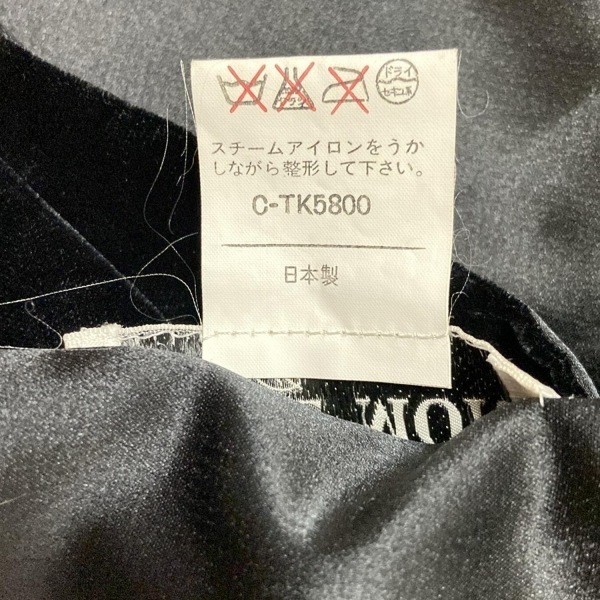 ドライ
セキユ系
スチームアイロンをうか
しながら整形して下さい。
C-TK5800
日本製